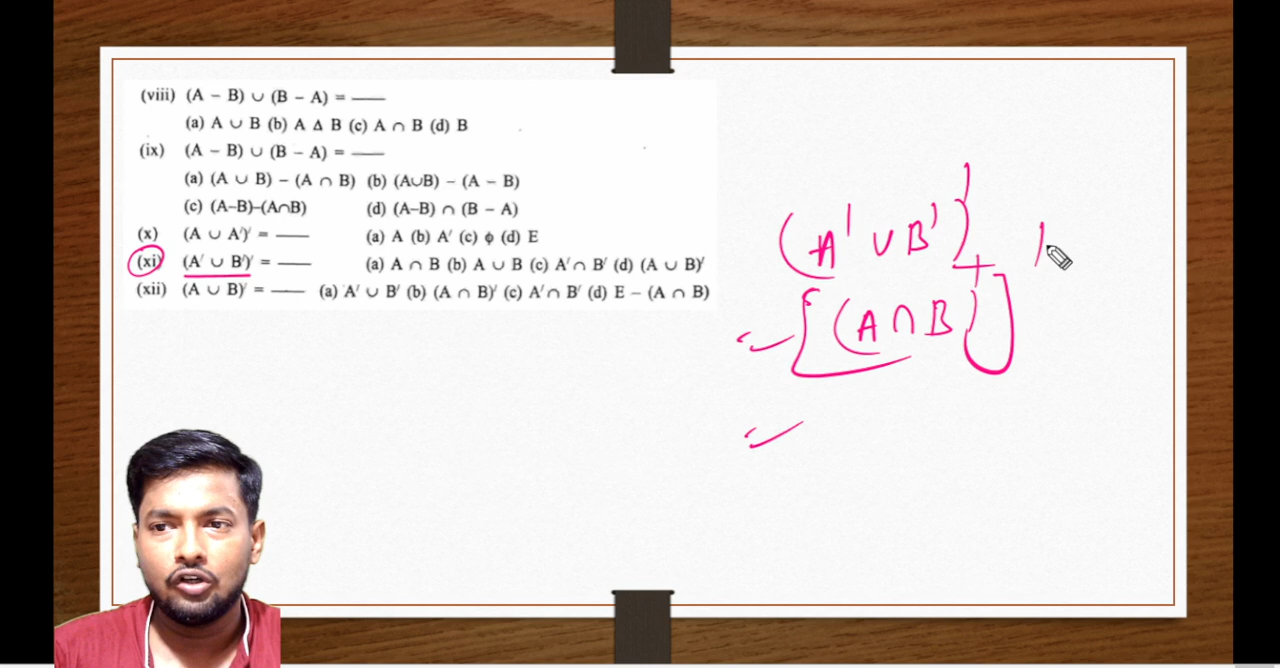 (viii) (A − B) ∪ (B − A) = ——
(a) A ∪ B (b) A Δ B (c) A ∩ B (d) B
(ix) (A − B) ∪ (B − A) = ——
(a) (A ∪ B) − (A ∩ B) (b) (A∪B) − (A − B)
(c) (A–B)–(A∩B) (d) (A–B) ∩ (B − A)
(x) (A ∪ A′)′ = —— (a) A (b) A′ (c) ϕ (d) E
(xi) (A′ ∪ B′)′ = —— (a) A ∩ B (b) A ∪ B (c) A′∩ B′ (d) (A ∪ B)′
(xii) (A ∪ B)′ = —— (a) A′ ∪ B′ (b) (A ∩ B)′ (c) A′∩ B′ (d) E − (A ∩ B)
(A′ ∪ B′)′
[(A ∩ B)]